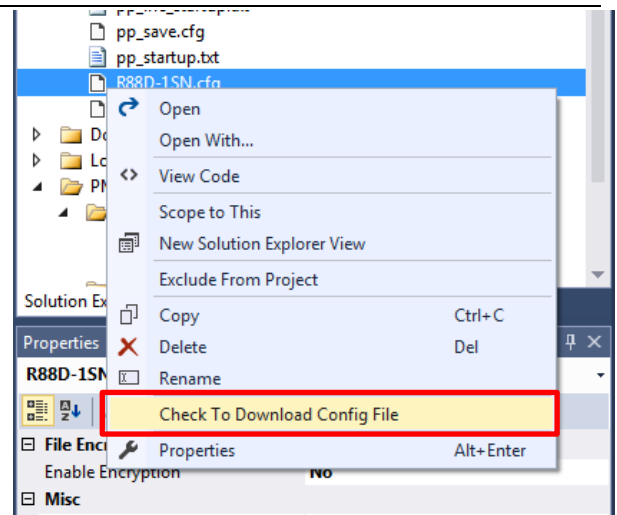 pp_save.cfg
pp_startup.txt
R88D-1SN.cfg
Open
Open With...
View Code
Scope to This
New Solution Explorer View
Exclude From Project
Solution Ex
Copy Ctrl+C
Properties
Delete Del
R88D-1SN
Rename
Check To Download Config File
File Enc
Properties Alt+Enter
Enable Encryption No
Misc